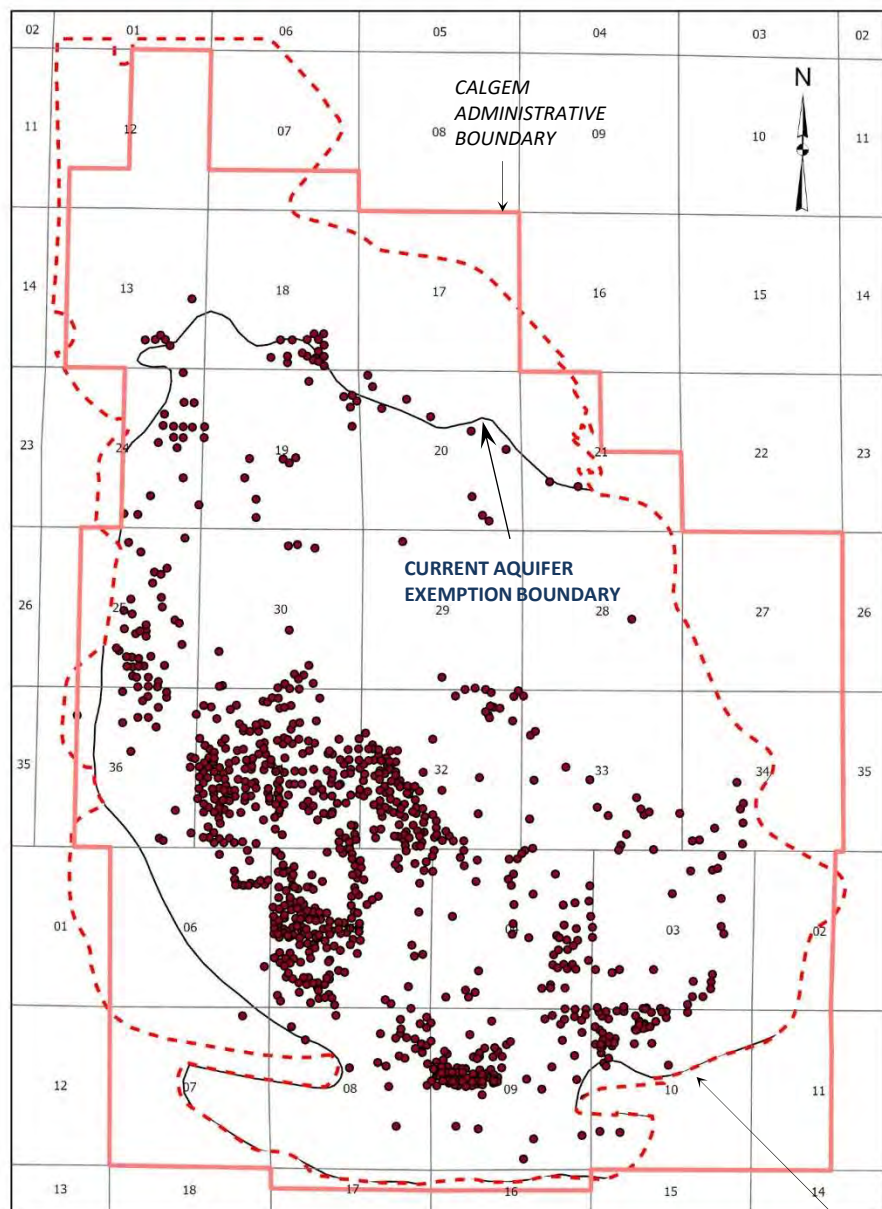 02 01 06 05 04 03 02
N
CALGEM
ADMINISTRATIVE
BOUNDARY
11 12 07 08 09 10 11
14 13 18 17 16 15 14
23 24 19 20 21 22 23
CURRENT AQUIFER
EXEMPTION BOUNDARY
26 25 30 29 28 27 26
35 36 32 33 34 35
01 06 03 02
12 07 08 09 10 11
13 18 17 16 15 14